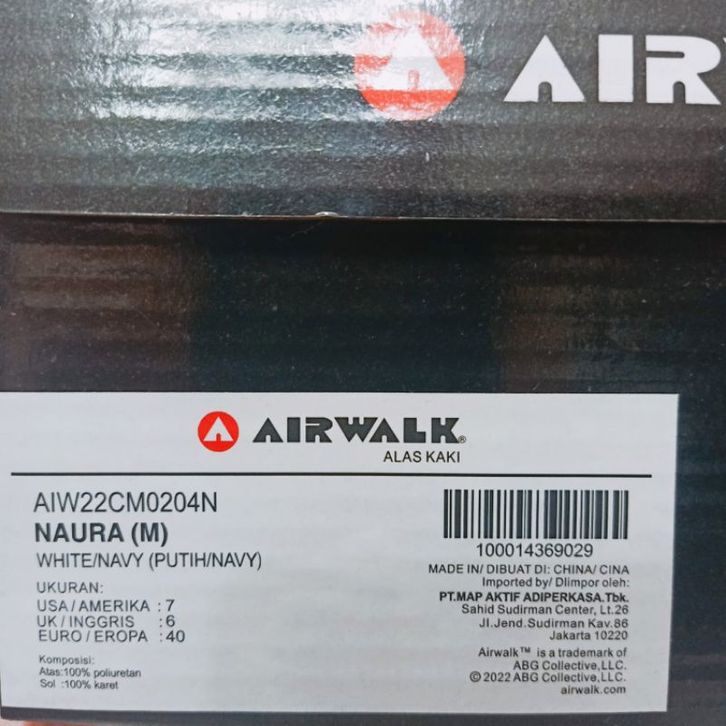 AIR
AIRWALK®
ALAS KAKI
AIW22CM0204N
NAURA (M)
WHITE/NAVY (PUTIH/NAVY)
UKURAN:
USA/AMERIKA : 7
UK/INGGRIS : 6
EURO/EROPA : 40
Komposisi:
Atas:100% poliuretan
Sol :100% karet
100014369029
MADE IN/ DIBUAT DI: CHINA/ CINA
Imported by/ DIimpor oleh:
PT.MAP AKTIF ADIPERKASA.Tbk.
Sahid Sudirman Center, Lt.26
Jl.Jend.Sudirman Kav.86
Jakarta 10220
Airwalk™ is a trademark of
ABG Collective,LLC.
© 2022 ABG Collective,LLC.
airwalk.com